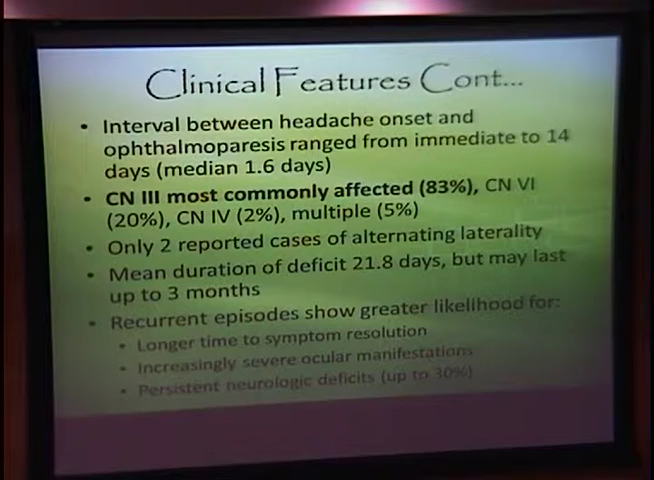 Clinical Features Cont...
• Interval between headache onset and
ophthalmoparesis ranged from immediate to 14
days (median 1.6 days)
• CN III most commonly affected (83%), CN VI
(20%), CN IV (2%), multiple (5%)
• Only 2 reported cases of alternating laterality
• Mean duration of deficit 21.8 days, but may last
up to 3 months
• Recurrent episodes show greater likelihood for:
• Longer time to symptom resolution
• Increasingly severe ocular manifestations
• Persistent neurologic deficits (up to 30%)